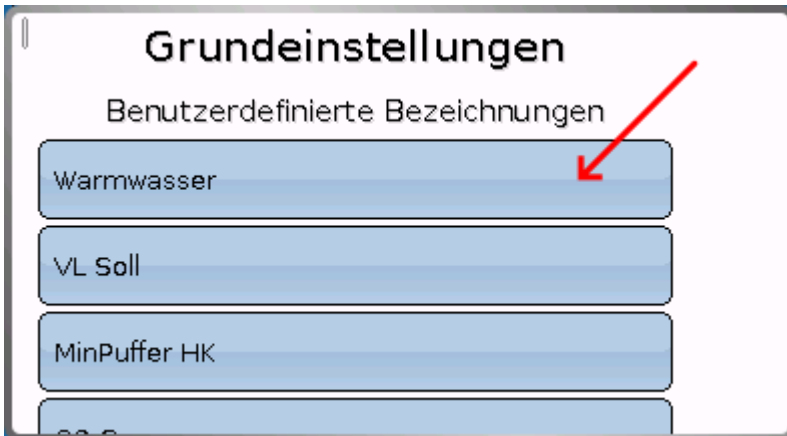 Grundeinstellungen
Benutzerdefinierte Bezeichnungen
Warmwasser
VL Soll
MinPuffer HK